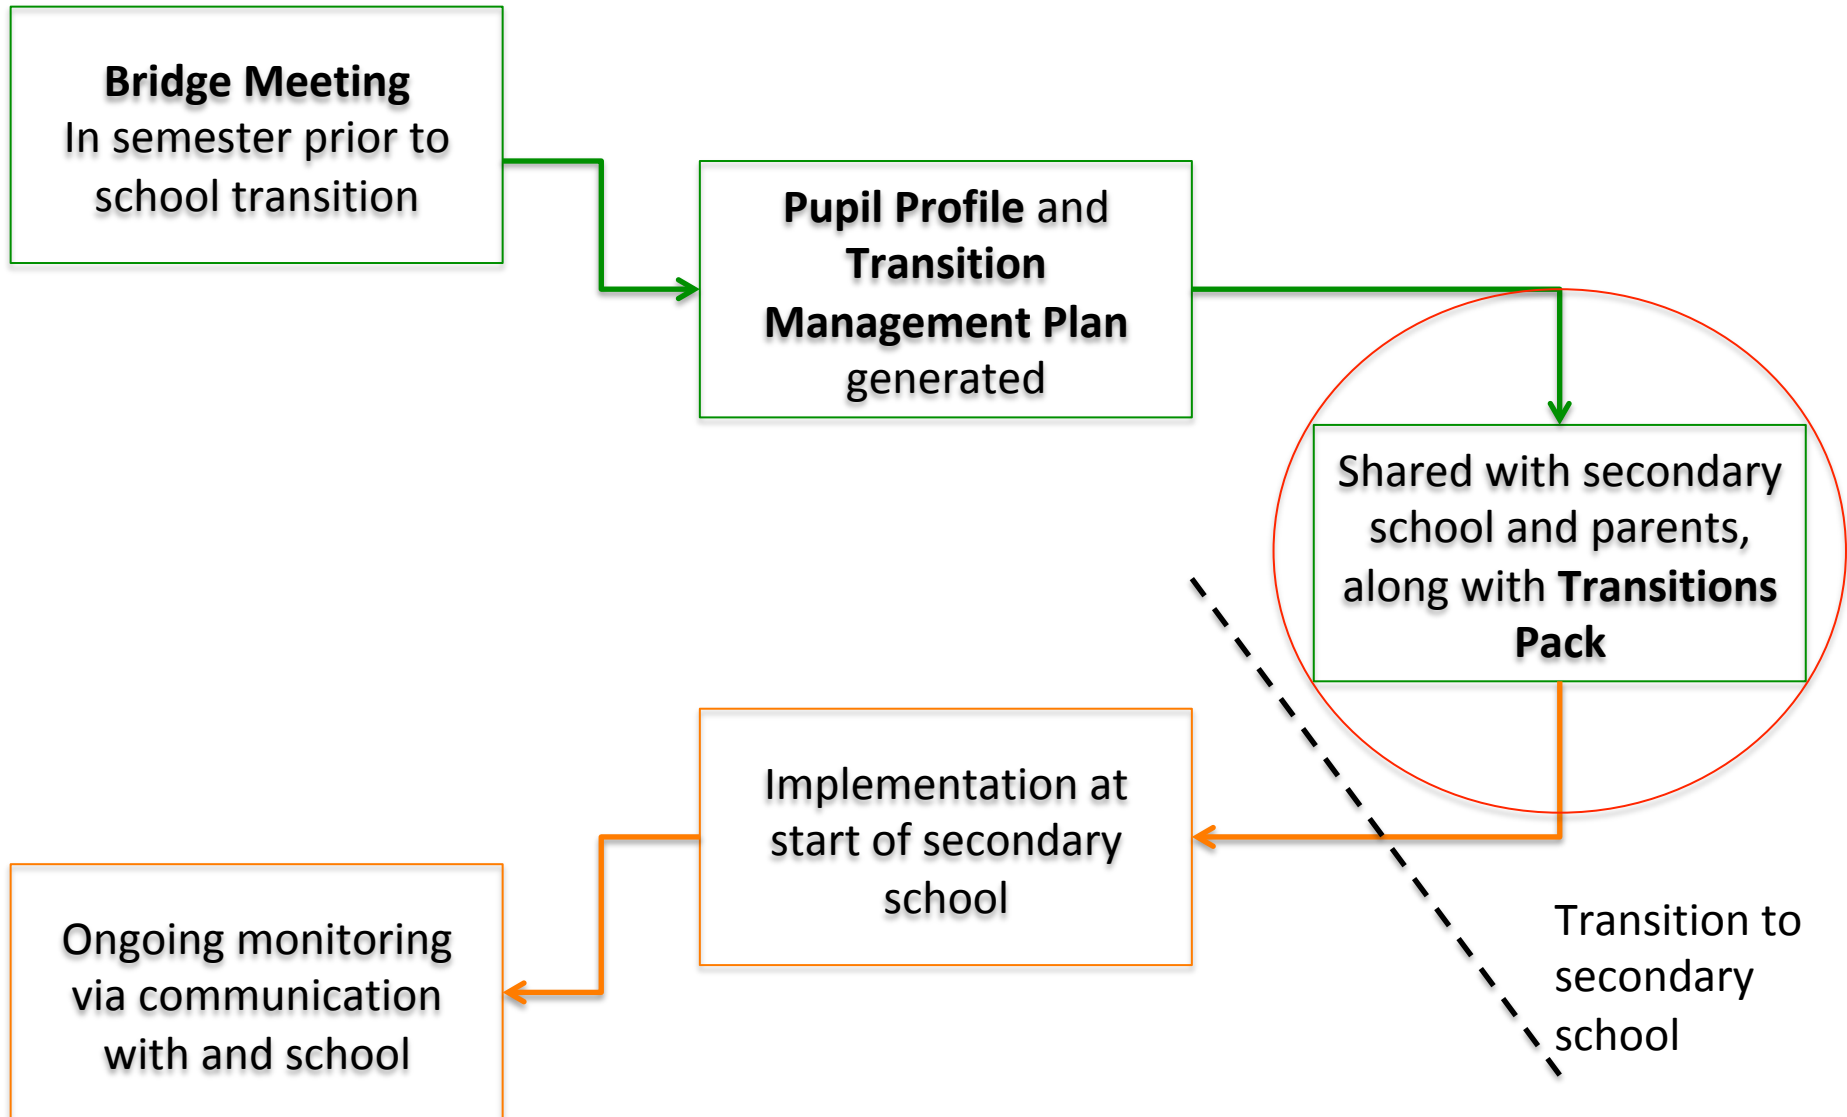 Bridge Meeting
In semester prior to
school transition
Pupil Profile and
Transition
Management Plan
generated
Shared with secondary
school and parents,
along with Transitions
Pack
Implementation at
start of secondary
school
Ongoing monitoring
via communication
with and school
Transition to
secondary
school